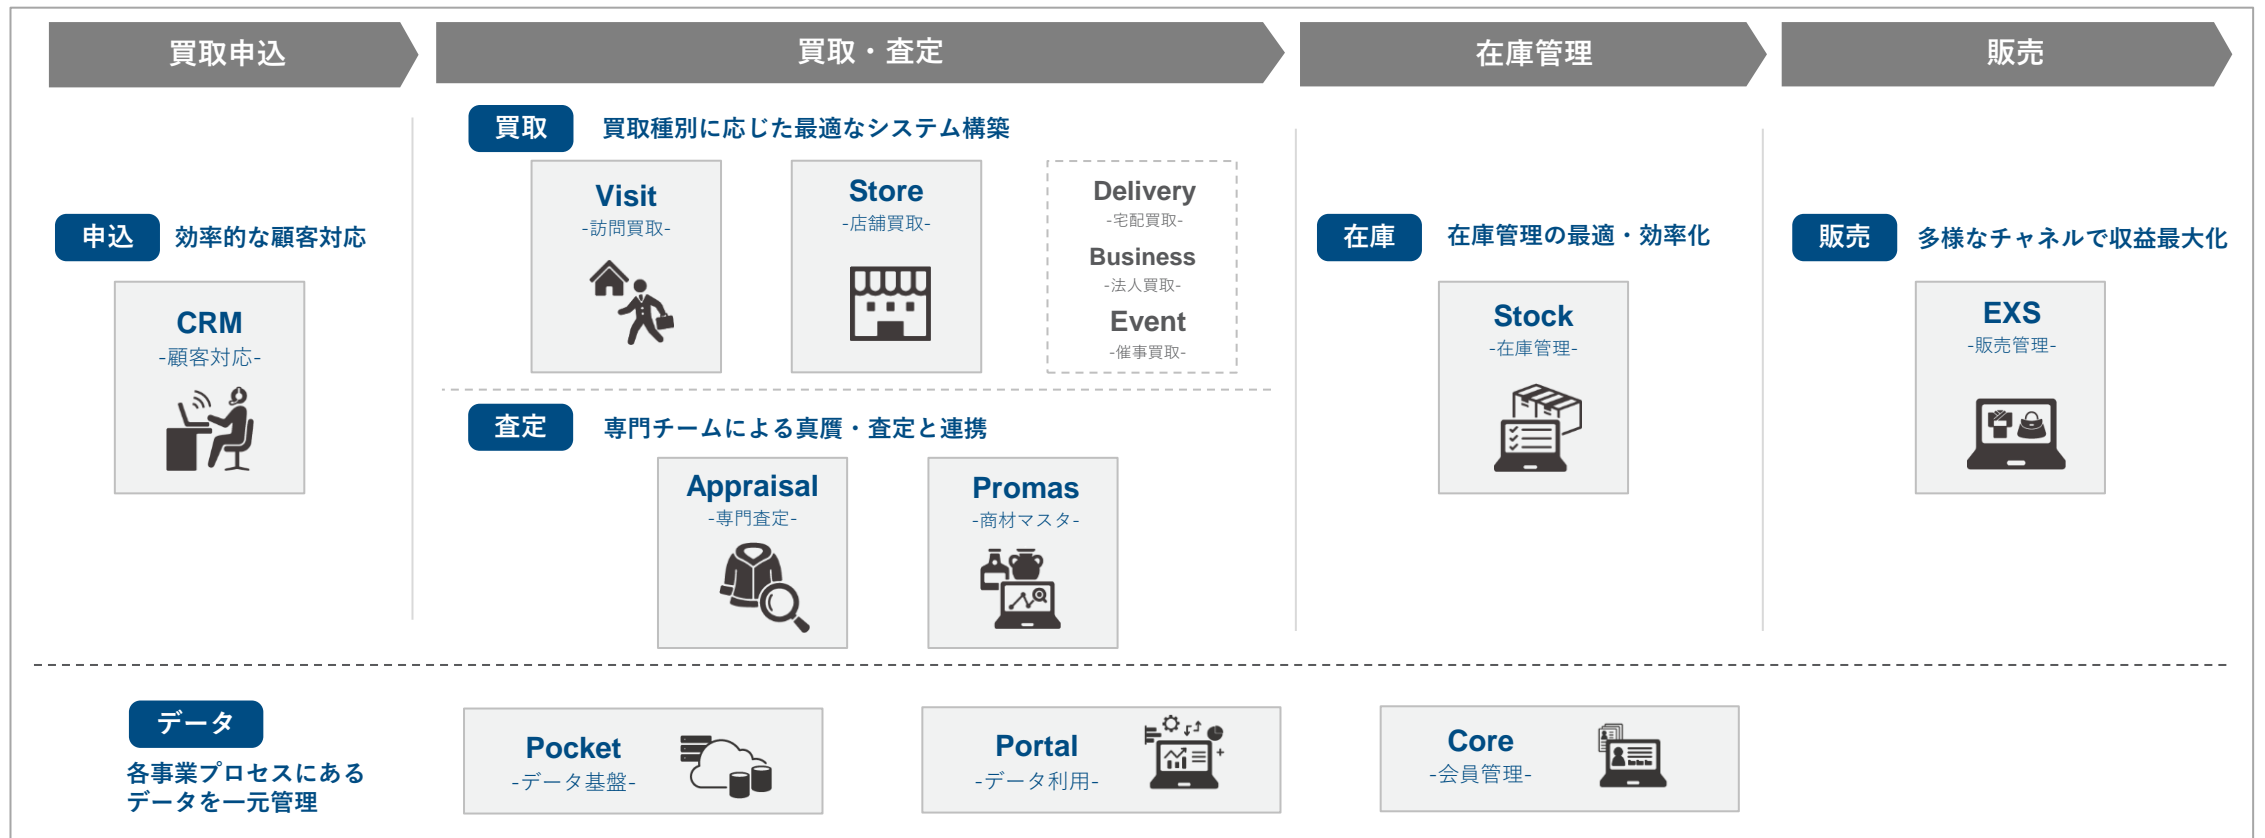 買取申込
買取・査定
在庫管理
販売
申込
効率的な顧客対応
CRM
-顧客対応-
買取
買取種別に応じた最適なシステム構築
Visit
-訪問買取-
Store
-店舗買取-
Delivery
-宅配買取-
Business
-法人買取-
Event
-催事買取-
査定
専門チームによる真贋・査定と連携
Appraisal
-専門査定-
Promas
-商材マスタ-
在庫
在庫管理の最適・効率化
Stock
-在庫管理-
販売
多様なチャネルで収益最大化
EXS
-販売管理-
データ
各事業プロセスにある
データを一元管理
Pocket
-データ基盤-
Portal
-データ利用-
Core
-会員管理-